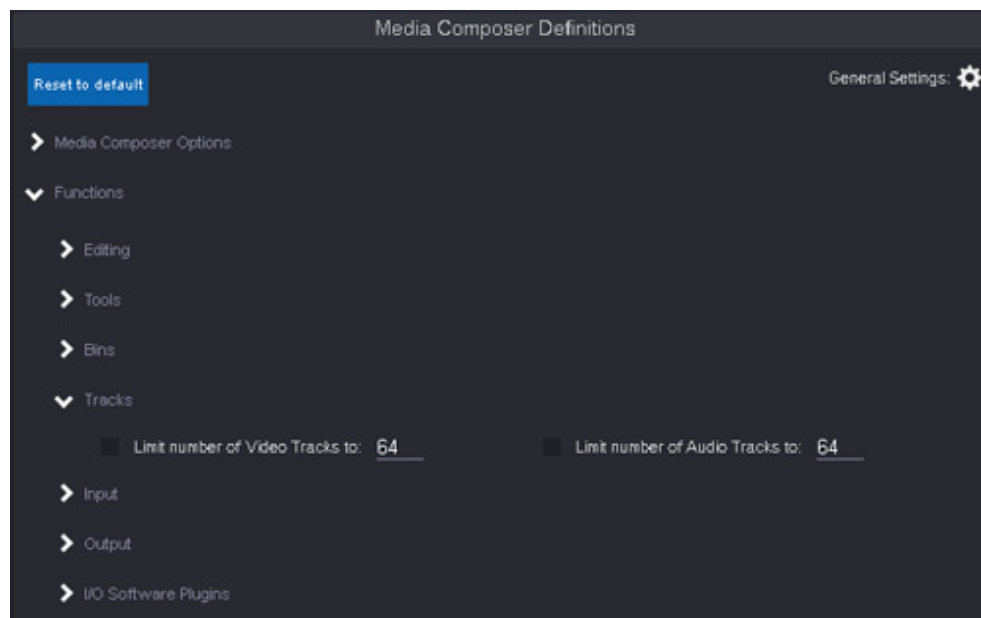 Media Composer Definitions
Reset to default
General Settings:
Media Composer Options
Functions
Editing
Tools
Bins
Tracks
Limit number of Video Tracks to: 64 Limit number of Audio Tracks to: 64
Input
Output
I/O Software Plugins